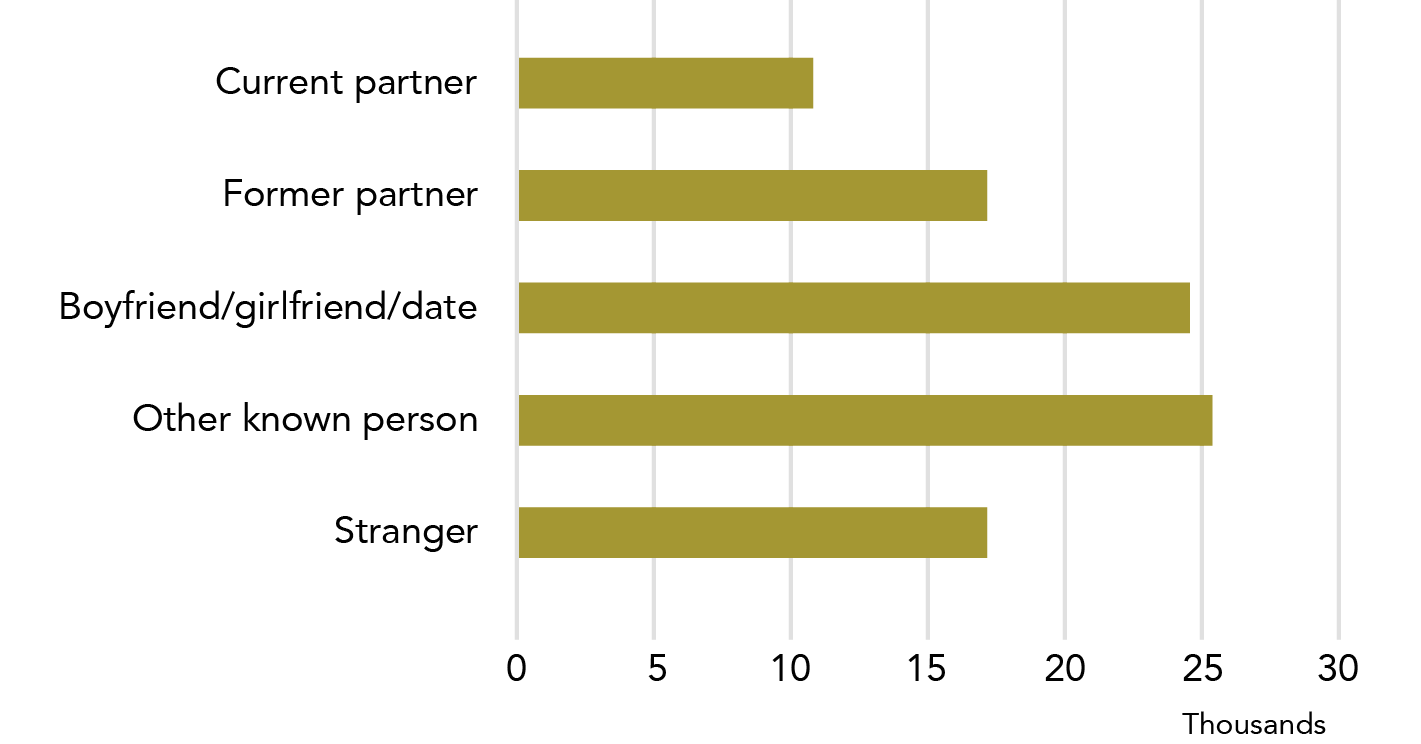 Current partner
Former partner
Boyfriend/girlfriend/date
Other known person
Stranger
0 5 10 15 20 25 30
Thousands